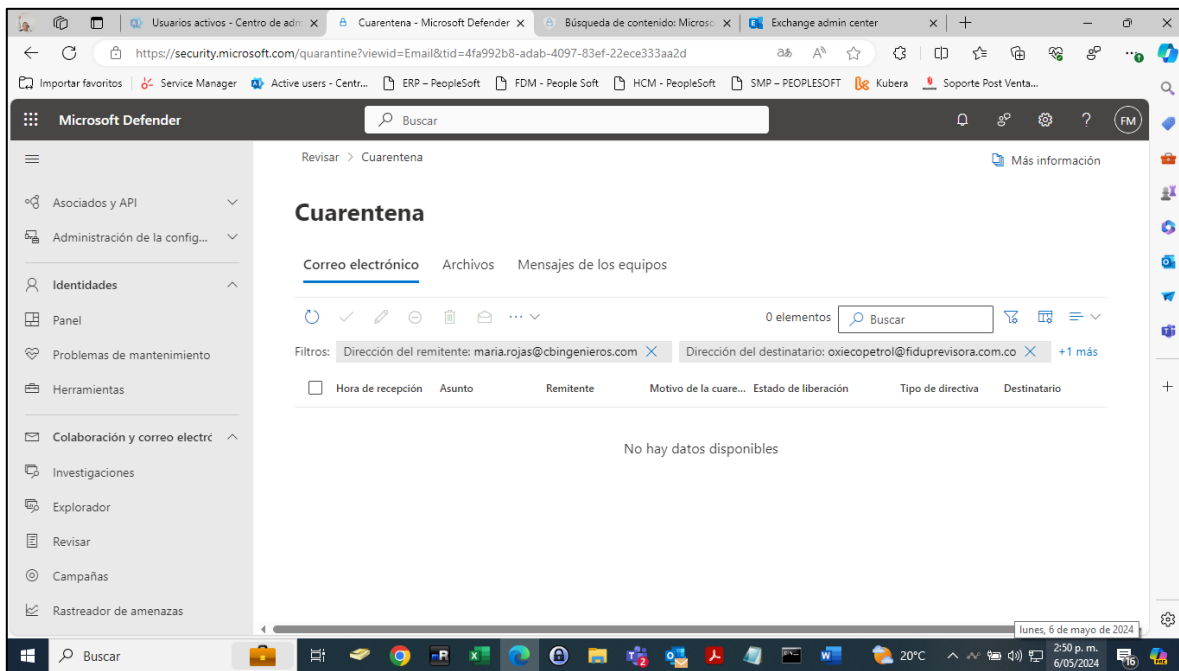 Usuarios activos - Centro de adm
Cuarentena - Microsoft Defender
Búsqueda de contenido: Microso
Exchange admin center
https://security.microsoft.com/quarantine?viewid=Email&tid=4fa992b8-adab-4097-83ef-22ece333aa2d
Importar favoritos
Service Manager
Active users - Centr...
ERP – PeopleSoft
FDM - People Soft
HCM - PeopleSoft
SMP – PEOPLESOFT
Kubera
Soporte Post Venta...
Microsoft Defender
Buscar
FM
Revisar > Cuarentena
Más información
Asociados y API
Administración de la config...
Identidades
Panel
Problemas de mantenimiento
Herramientas
Colaboración y correo electró
Investigaciones
Explorador
Revisar
Campañas
Rastreador de amenazas
Cuarentena
Correo electrónico
Archivos
Mensajes de los equipos
0 elementos
Buscar
Filtros: Dirección del remitente: maria.rojas@cbingenieros.com
Dirección del destinatario: oxiecopetrol@fiduprevisora.com.co
+1 más
Hora de recepción
Asunto
Remitente
Motivo de la cuare...
Estado de liberación
Tipo de directiva
Destinatario
No hay datos disponibles
lunes, 6 de mayo de 2024
Buscar
20°C
2:50 p. m.
6/05/2024
16